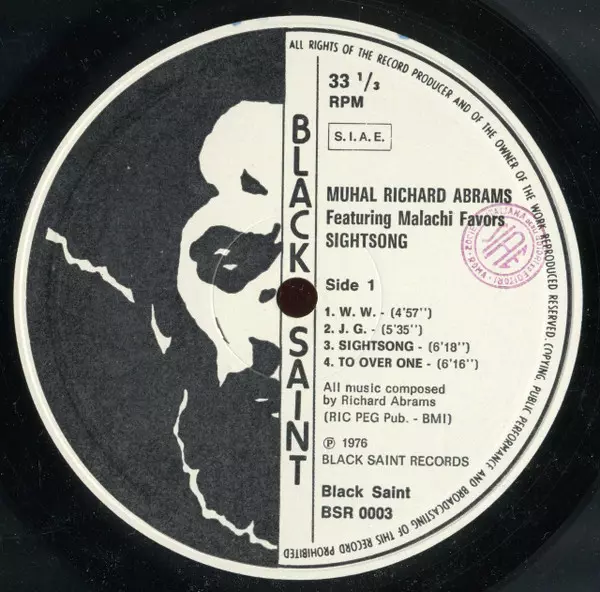 ALL RIGHTS OF THE RECORD PRODUCER AND OF THE OWNER OF THE WORK REPRODUCED RESERVED. COPYING, PUBLIC PERFORMANCE AND BROADCASTING OF THIS RECORD PROHIBITED
BLACK SAINT
33 1/3
RPM
S.I.A.E.
MUHAL RICHARD ABRAMS
Featuring Malachi Favors
SIGHTSONG
Side 1
1. W. W. - (4'57'')
2. J. G. - (5'35'')
3. SIGHTSONG - (6'18'')
4. TO OVER ONE - (6'16'')
All music composed
by Richard Abrams
(RIC PEG Pub. - BMI)
℗ 1976
BLACK SAINT RECORDS
Black Saint
BSR 0003